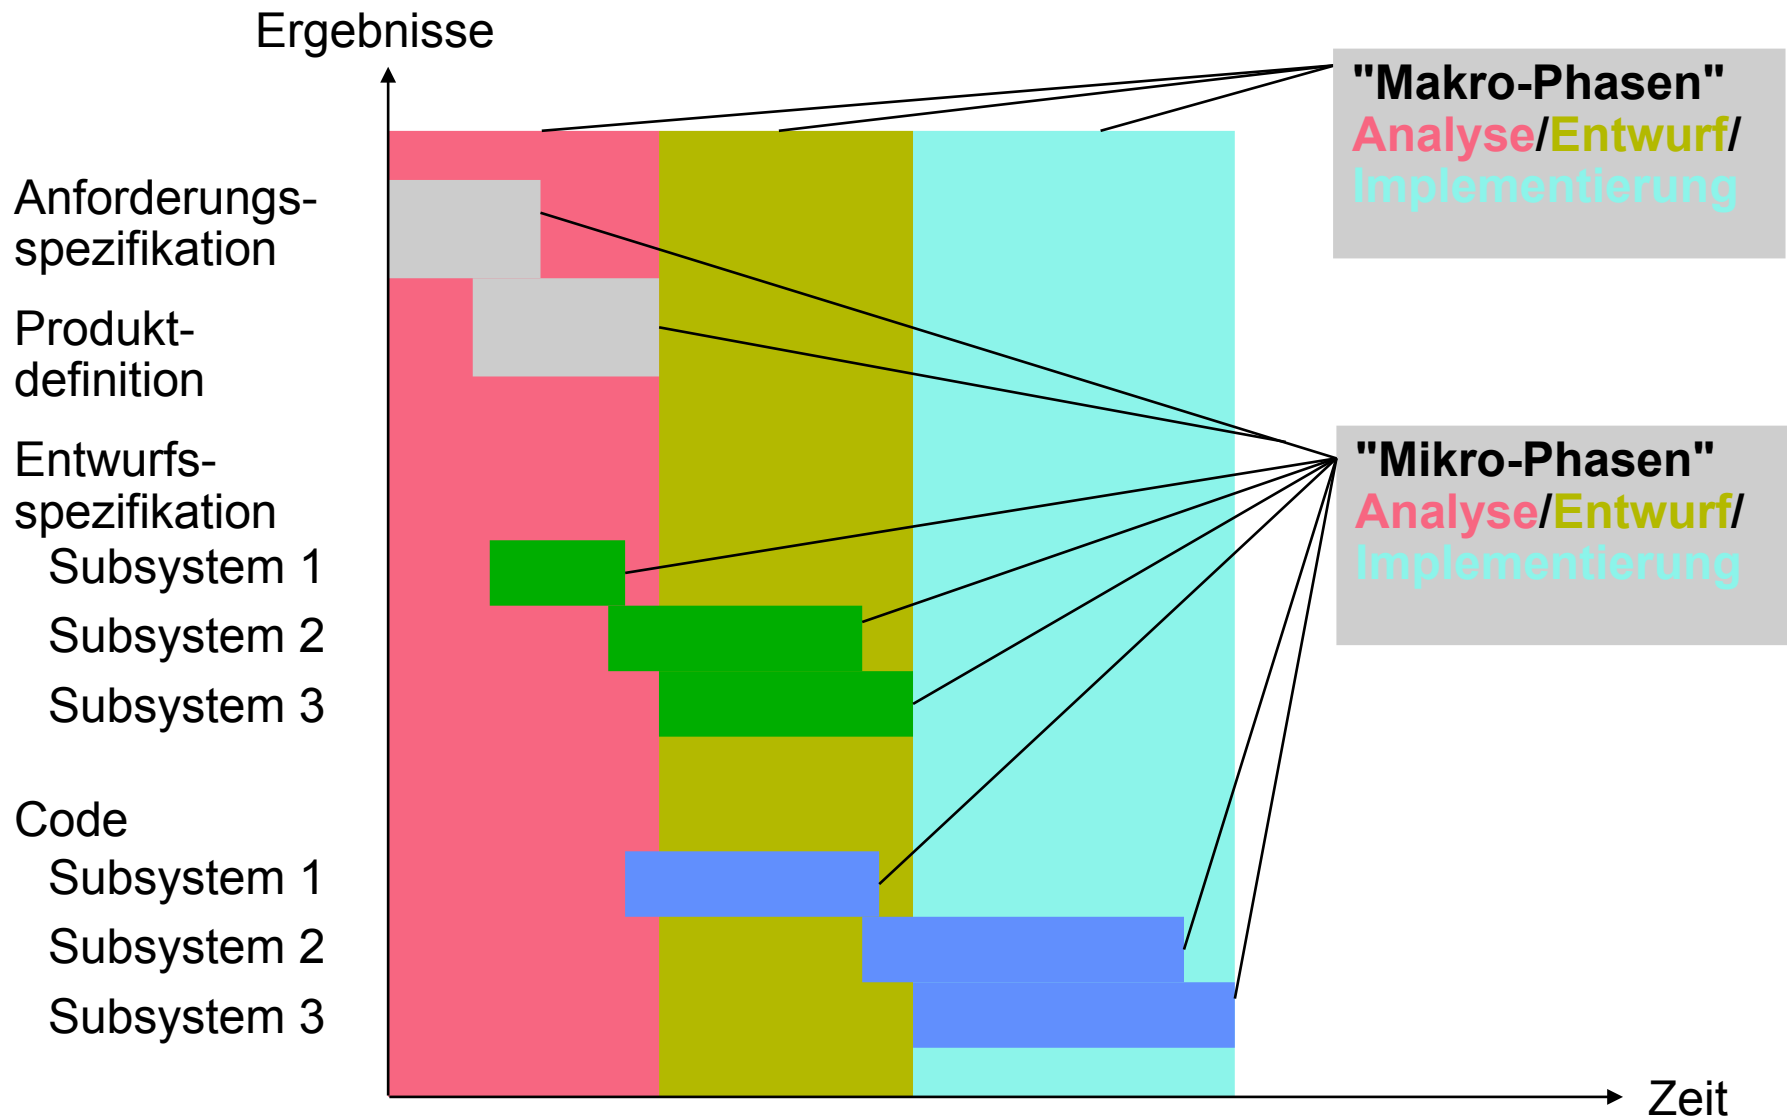 Ergebnisse
"Makro-Phasen"
Analyse/Entwurf/
Implementierung
Anforderungs-
spezifikation
Produkt-
definition
Entwurfs-
spezifikation
Subsystem 1
Subsystem 2
Subsystem 3
"Mikro-Phasen"
Analyse/Entwurf/
Implementierung
Code
Subsystem 1
Subsystem 2
Subsystem 3
Zeit